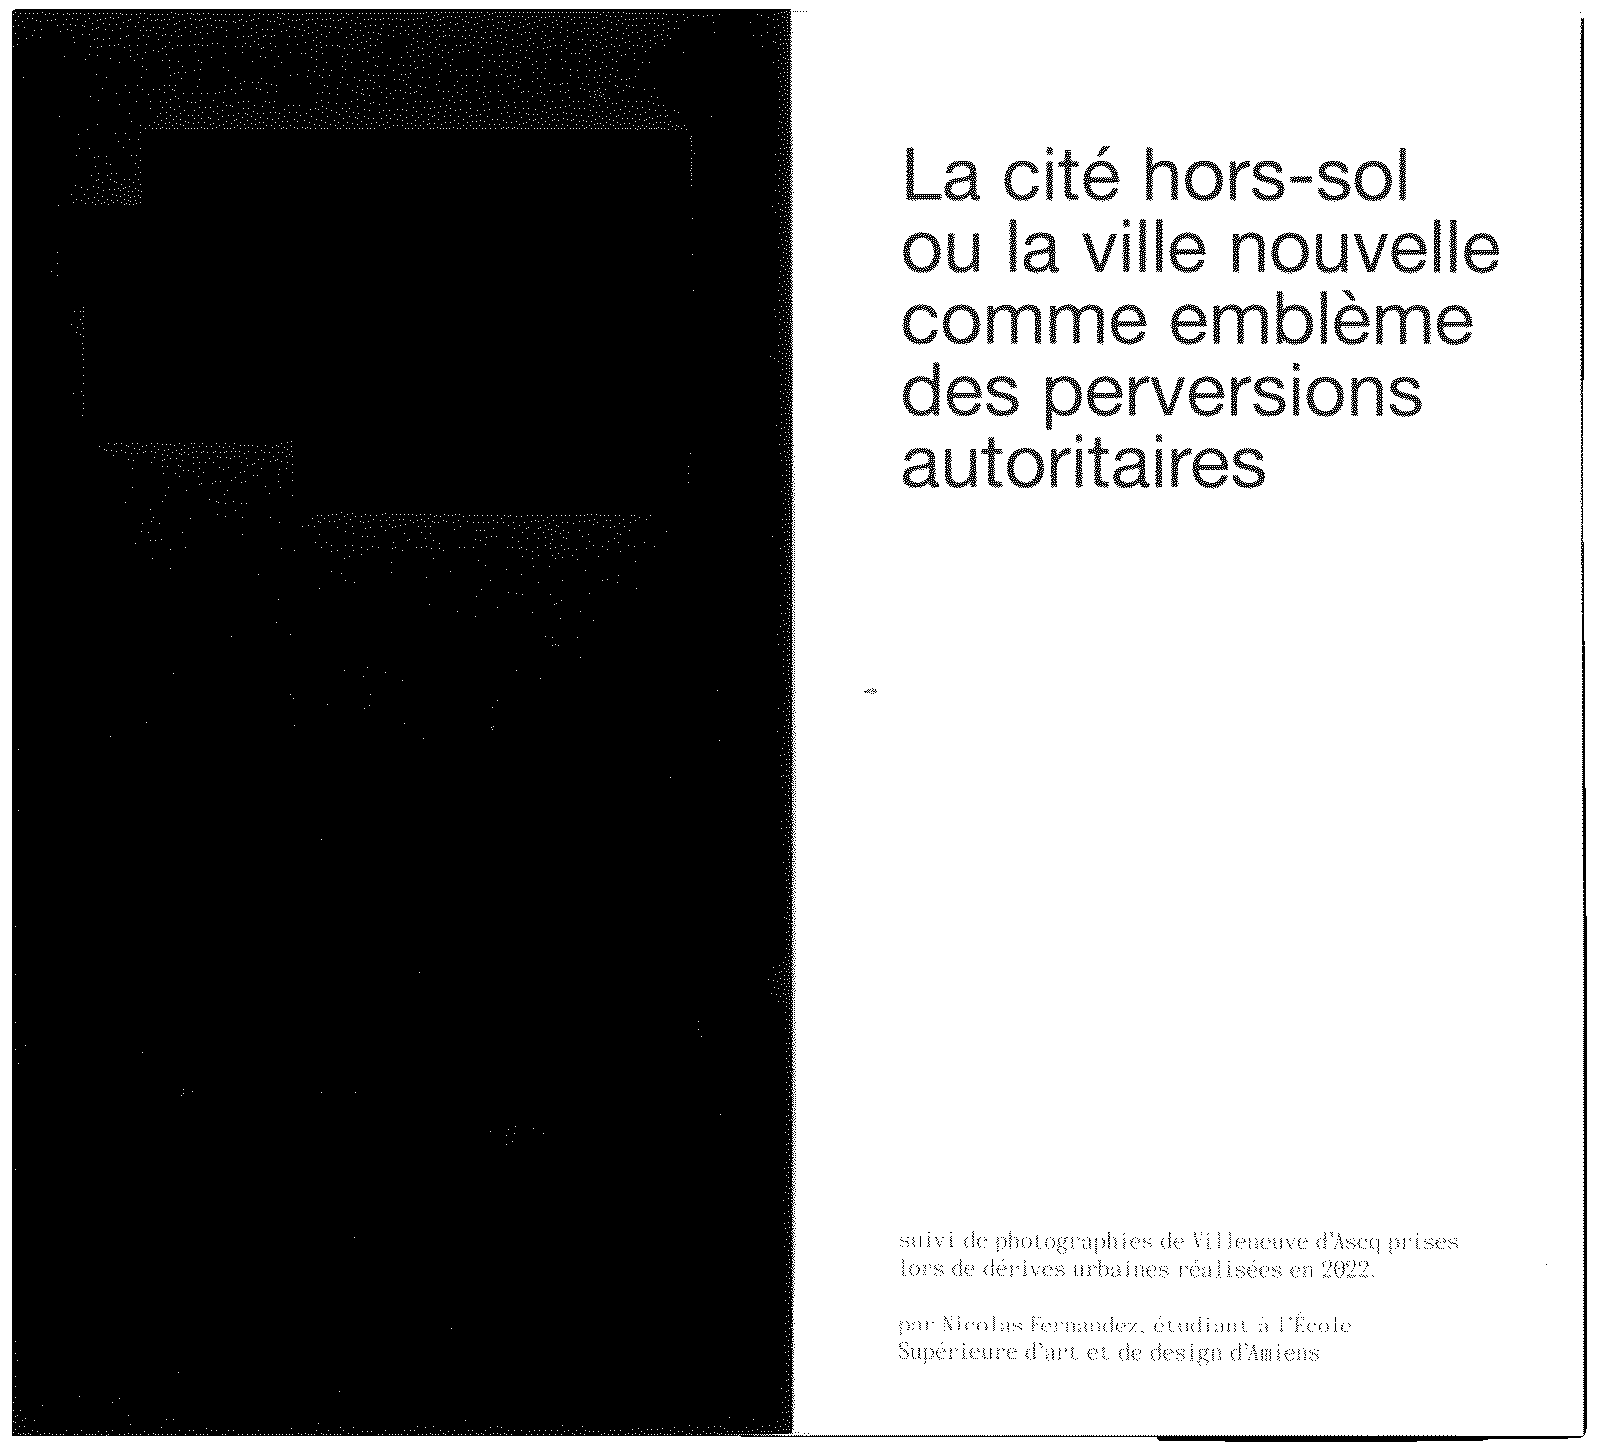 La cité hors-sol
ou la ville nouvelle
comme emblème
des perversions
autoritaires
suivi de photographies de Villeneuve d'Ascq prises
lors de dérives urbaines réalisées en 2022.
par Nicolas Fernandez, étudiant à l'École
Supérieure d'art et de design d'Amiens